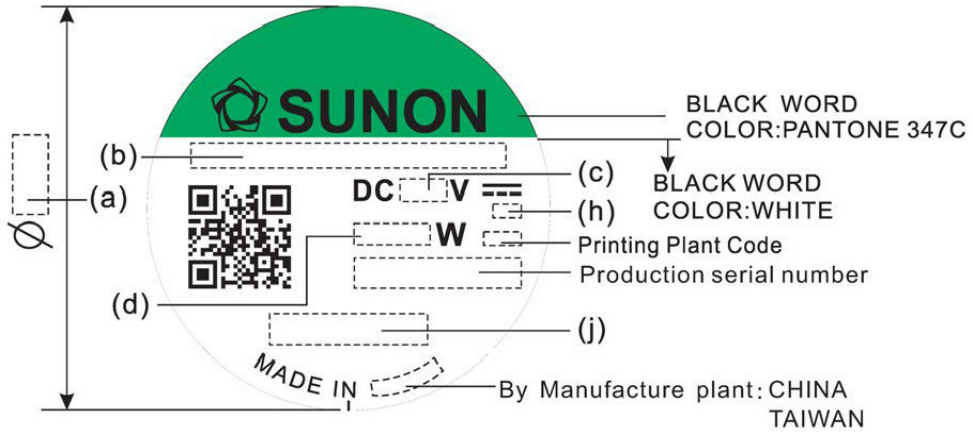 SUNON
BLACK WORD
COLOR:PANTONE 347C
(b)
(c)
DC V
BLACK WORD
COLOR:WHITE
(a)
(h)
Ø
W
Printing Plant Code
Production serial number
(d)
(j)
MADE IN
By Manufacture plant: CHINA
TAIWAN